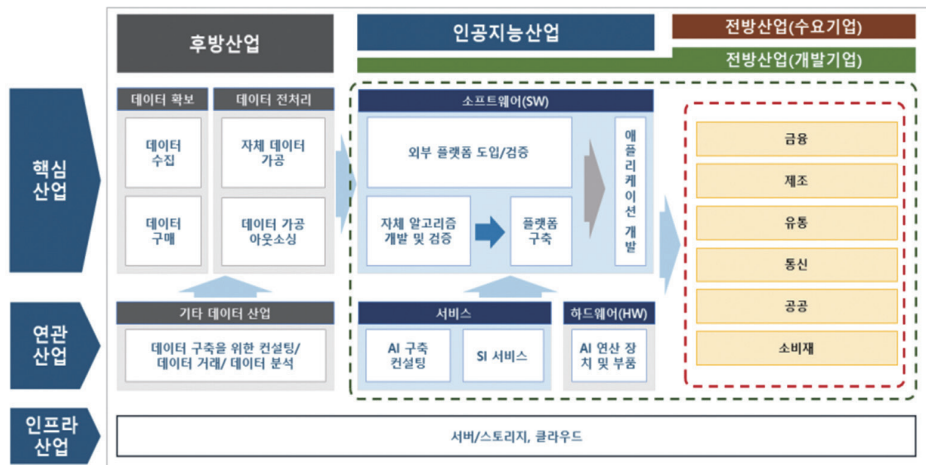 후방산업
인공지능산업
전방산업(수요기업)
전방산업(개발기업)
핵심
산업
데이터 확보
데이터 전처리
데이터
수집
자체 데이터
가공
데이터
구매
데이터 가공
아웃소싱
소프트웨어(SW)
외부 플랫폼 도입/검증
자체 알고리즘
개발 및 검증
플랫폼
구축
애플리케이션 개발
금융
제조
유통
통신
공공
소비재
연관
산업
기타 데이터 산업
데이터 구축을 위한 컨설팅/
데이터 거래/ 데이터 분석
서비스
AI 구축
컨설팅
SI 서비스
하드웨어(HW)
AI 연산 장
치 및 부품
인프라
산업
서버/스토리지, 클라우드